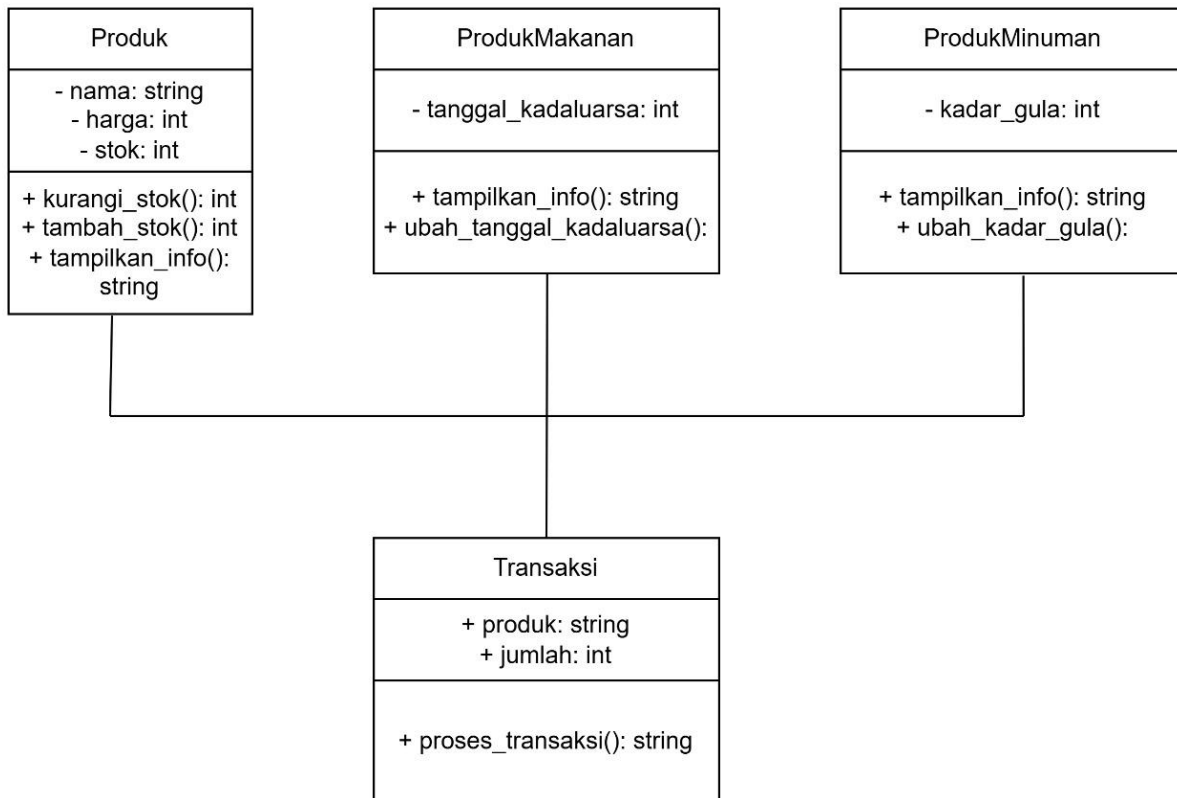 Produk
- nama: string
- harga: int
- stok: int
+ kurangi_stok(): int
+ tambah_stok(): int
+ tampilkan_info():
string
ProdukMakanan
- tanggal_kadaluarsa: int
+ tampilkan_info(): string
+ ubah_tanggal_kadaluarsa():
ProdukMinuman
- kadar_gula: int
+ tampilkan_info(): string
+ ubah_kadar_gula():
Transaksi
+ produk: string
+ jumlah: int
+ proses_transaksi(): string